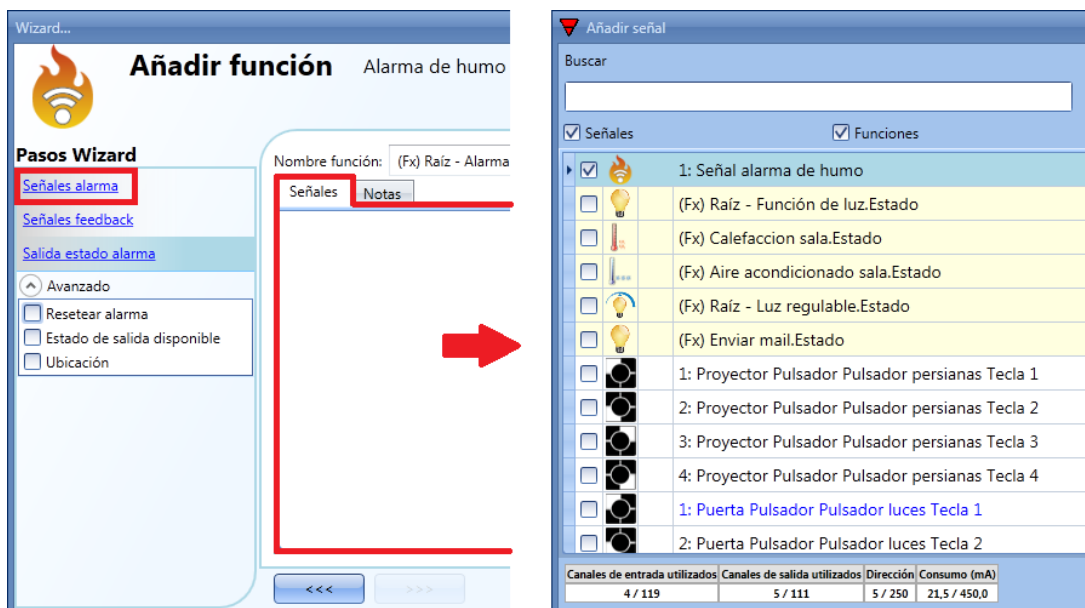 Wizard...
Añadir función
Alarma de humo
Pasos Wizard
Señales alarma
Señales feedback
Salida estado alarma
Avanzado
Resetear alarma
Estado de salida disponible
Ubicación
Nombre función: (Fx) Raíz - Alarma
Señales Notas
<<< >>>
Añadir señal
Buscar
Señales Funciones
1: Señal alarma de humo
(Fx) Raíz - Función de luz.Estado
(Fx) Calefaccion sala.Estado
(Fx) Aire acondicionado sala.Estado
(Fx) Raíz - Luz regulable.Estado
(Fx) Enviar mail.Estado
1: Proyector Pulsador Pulsador persianas Tecla 1
2: Proyector Pulsador Pulsador persianas Tecla 2
3: Proyector Pulsador Pulsador persianas Tecla 3
4: Proyector Pulsador Pulsador persianas Tecla 4
1: Puerta Pulsador Pulsador luces Tecla 1
2: Puerta Pulsador Pulsador luces Tecla 2
Canales de entrada utilizados Canales de salida utilizados Dirección Consumo (mA)
4 / 119 5 / 111 5 / 250 21,5 / 450,0